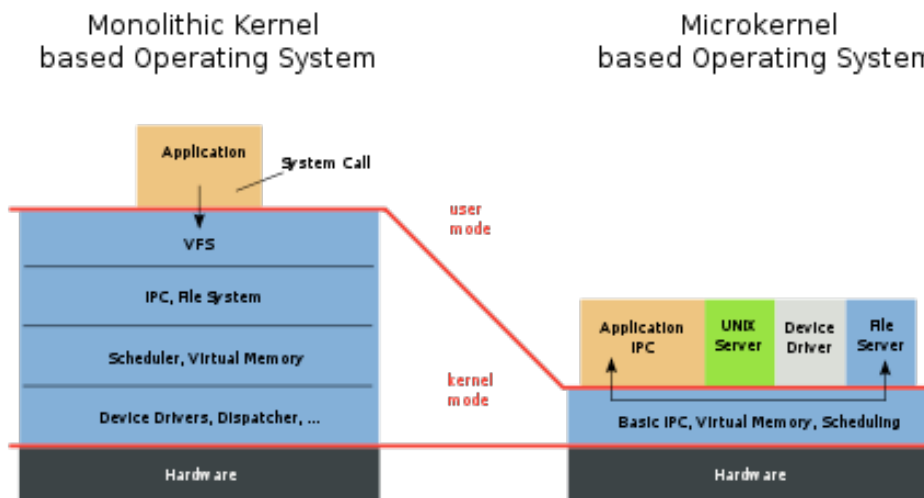 Monolithic Kernel
based Operating System
Microkernel
based Operating System
Application
System Call
user
mode
VFS
IPC, File System
Scheduler, Virtual Memory
kernel
mode
Device Drivers, Dispatcher, ...
Hardware
Application
IPC
UNIX
Server
Device
Driver
File
Server
Basic IPC, Virtual Memory, Scheduling
Hardware